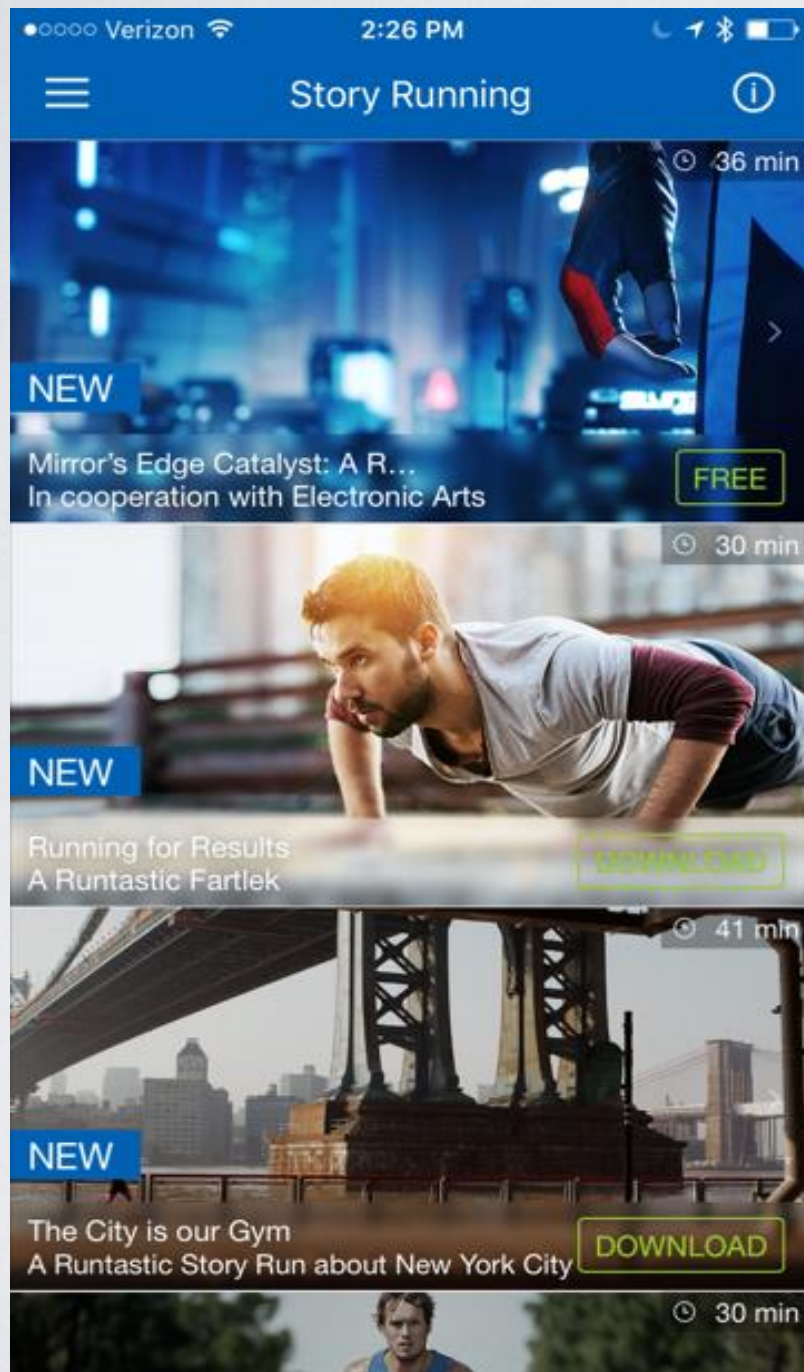 Verizon 2:26 PM
Story Running
36 min
NEW
Mirror's Edge Catalyst: A R...
In cooperation with Electronic Arts
FREE
30 min
NEW
Running for Results
A Runtastic Fartlek
DOWNLOAD
41 min
NEW
The City is our Gym
A Runtastic Story Run about New York City
DOWNLOAD
30 min